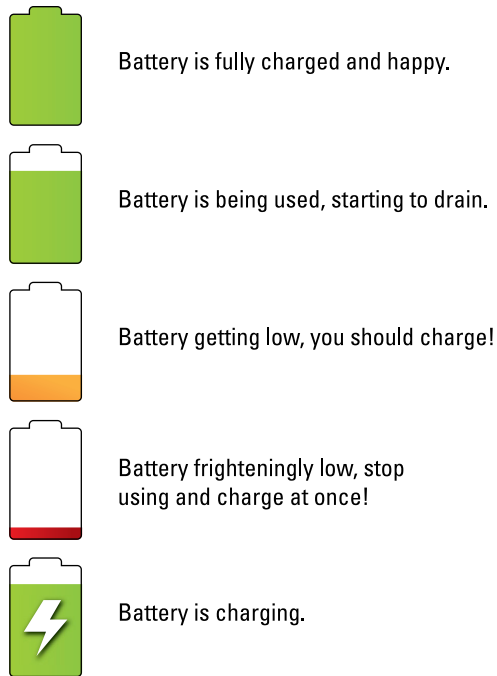 Battery is fully charged and happy.
Battery is being used, starting to drain.
Battery getting low, you should charge!
Battery frighteningly low, stop
using and charge at once!
Battery is charging.